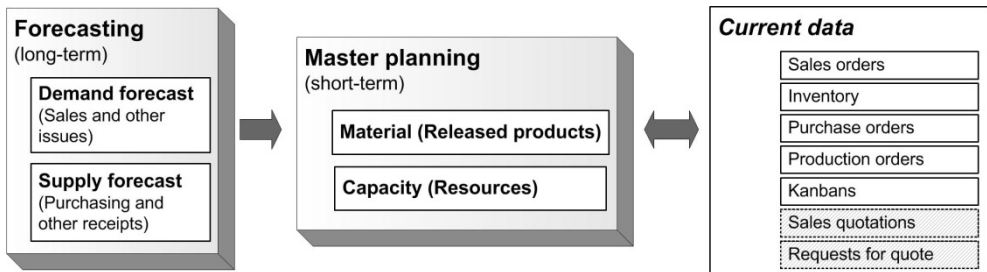 Forecasting
(long-term)
Demand forecast
(Sales and other
issues)
Supply forecast
(Purchasing and
other receipts)
Master planning
(short-term)
Material (Released products)
Capacity (Resources)
Current data
Sales orders
Inventory
Purchase orders
Production orders
Kanbans
Sales quotations
Requests for quote